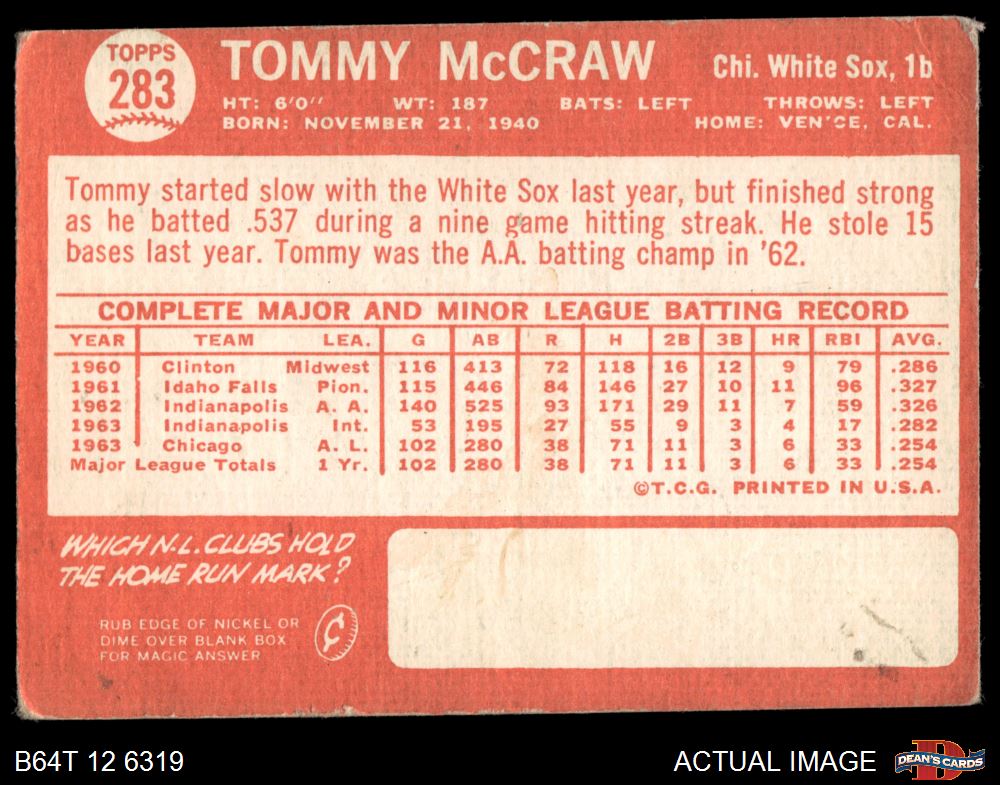 TOPPS
283
TOMMY McCRAW
Chi. White Sox, 1b
HT: 6'0" WT: 187 BATS: LEFT THROWS: LEFT
BORN: NOVEMBER 21, 1940 HOME: VEN'CE, CAL.
Tommy started slow with the White Sox last year, but finished strong
as he batted .537 during a nine game hitting streak. He stole 15
bases last year. Tommy was the A.A. batting champ in '62.
COMPLETE MAJOR AND MINOR LEAGUE BATTING RECORD
YEAR TEAM LEA. G AB R H 2B 3B HR RBI AVG.
1960 Clinton Midwest 116 413 72 118 16 12 9 79 .286
1961 Idaho Falls Pion. 115 446 84 146 27 10 11 96 .327
1962 Indianapolis A. A. 140 525 93 171 29 11 7 59 .326
1963 Indianapolis Int. 53 195 27 55 9 3 4 17 .282
1963 Chicago A. L. 102 280 38 71 11 3 6 33 .254
Major League Totals 1 Yr. 102 280 38 71 11 3 6 33 .254
©T.C.G. PRINTED IN U.S.A.
WHICH N.L. CLUBS HOLD
THE HOME RUN MARK?
RUB EDGE OF NICKEL OR
DIME OVER BLANK BOX
FOR MAGIC ANSWER
¢
B64T 12 6319
ACTUAL IMAGE
D
DEAN'S CARDS